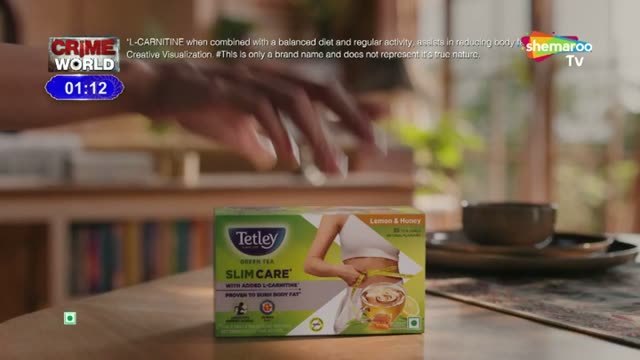 CRIME
WORLD
01:12
*L-CARNITINE when combined with a balanced diet and regular activity, assists in reducing body
Creative Visualization. #This is only a brand name and does not represent it's true nature.
shemaroo
TV
Lemon & Honey
Tetley
GREEN TEA
SLIM CARE
WITH ADDED L-CARNITINE
PROVEN TO BURN BODY FAT